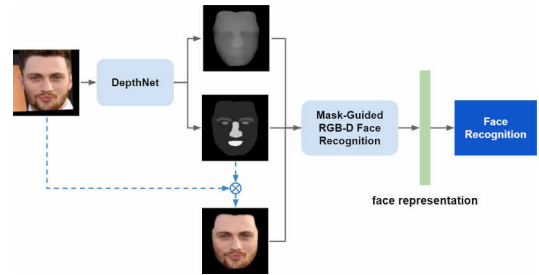 DepthNet
Mask-Guided
RGB-D Face
Recognition
Face
Recognition
face representation